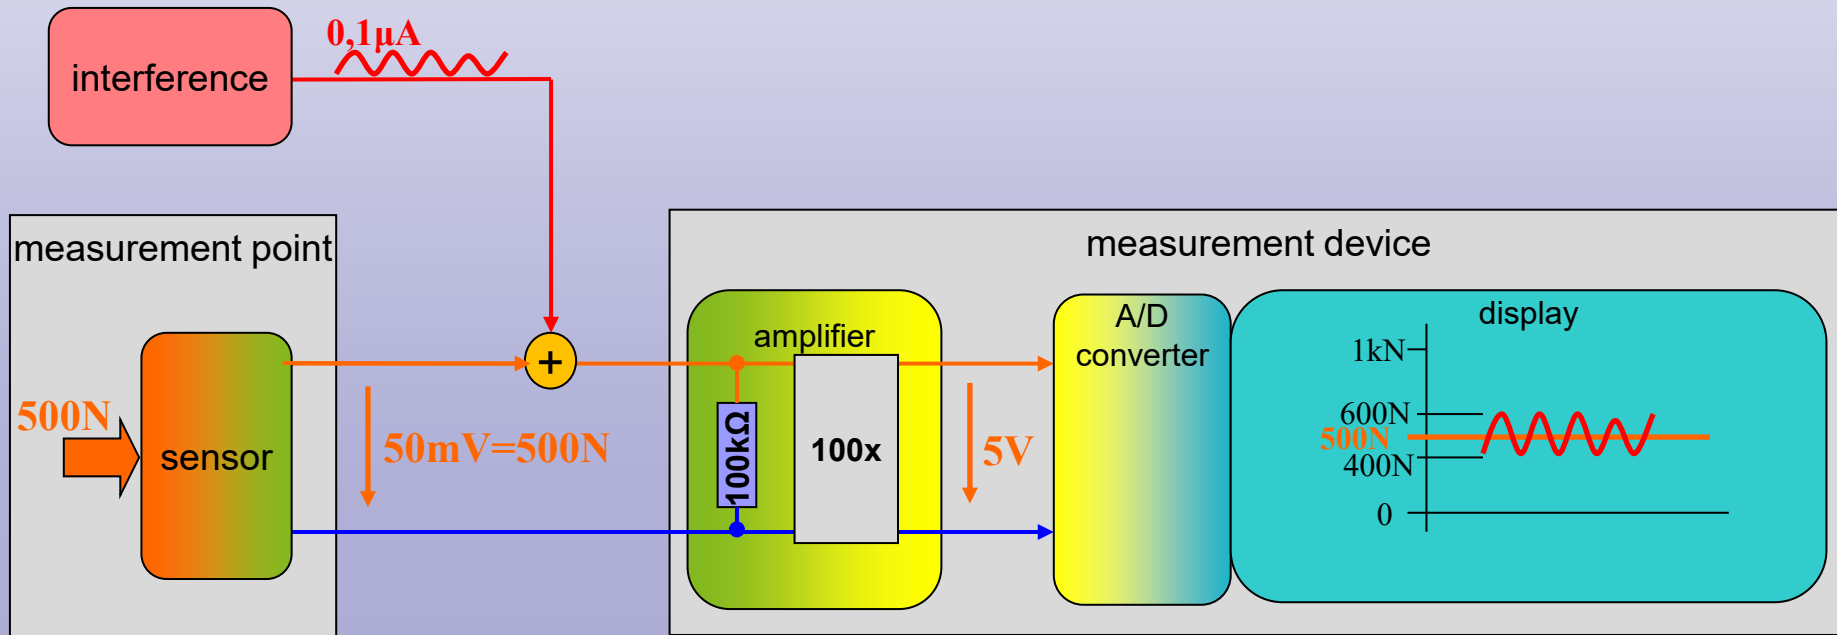 0,1µA
interference
measurement point
measurement device
amplifier
A/D
converter
display
1kN
600N
500N
400N
0
500N
sensor
+
50mV=500N
100kΩ
100x
5V